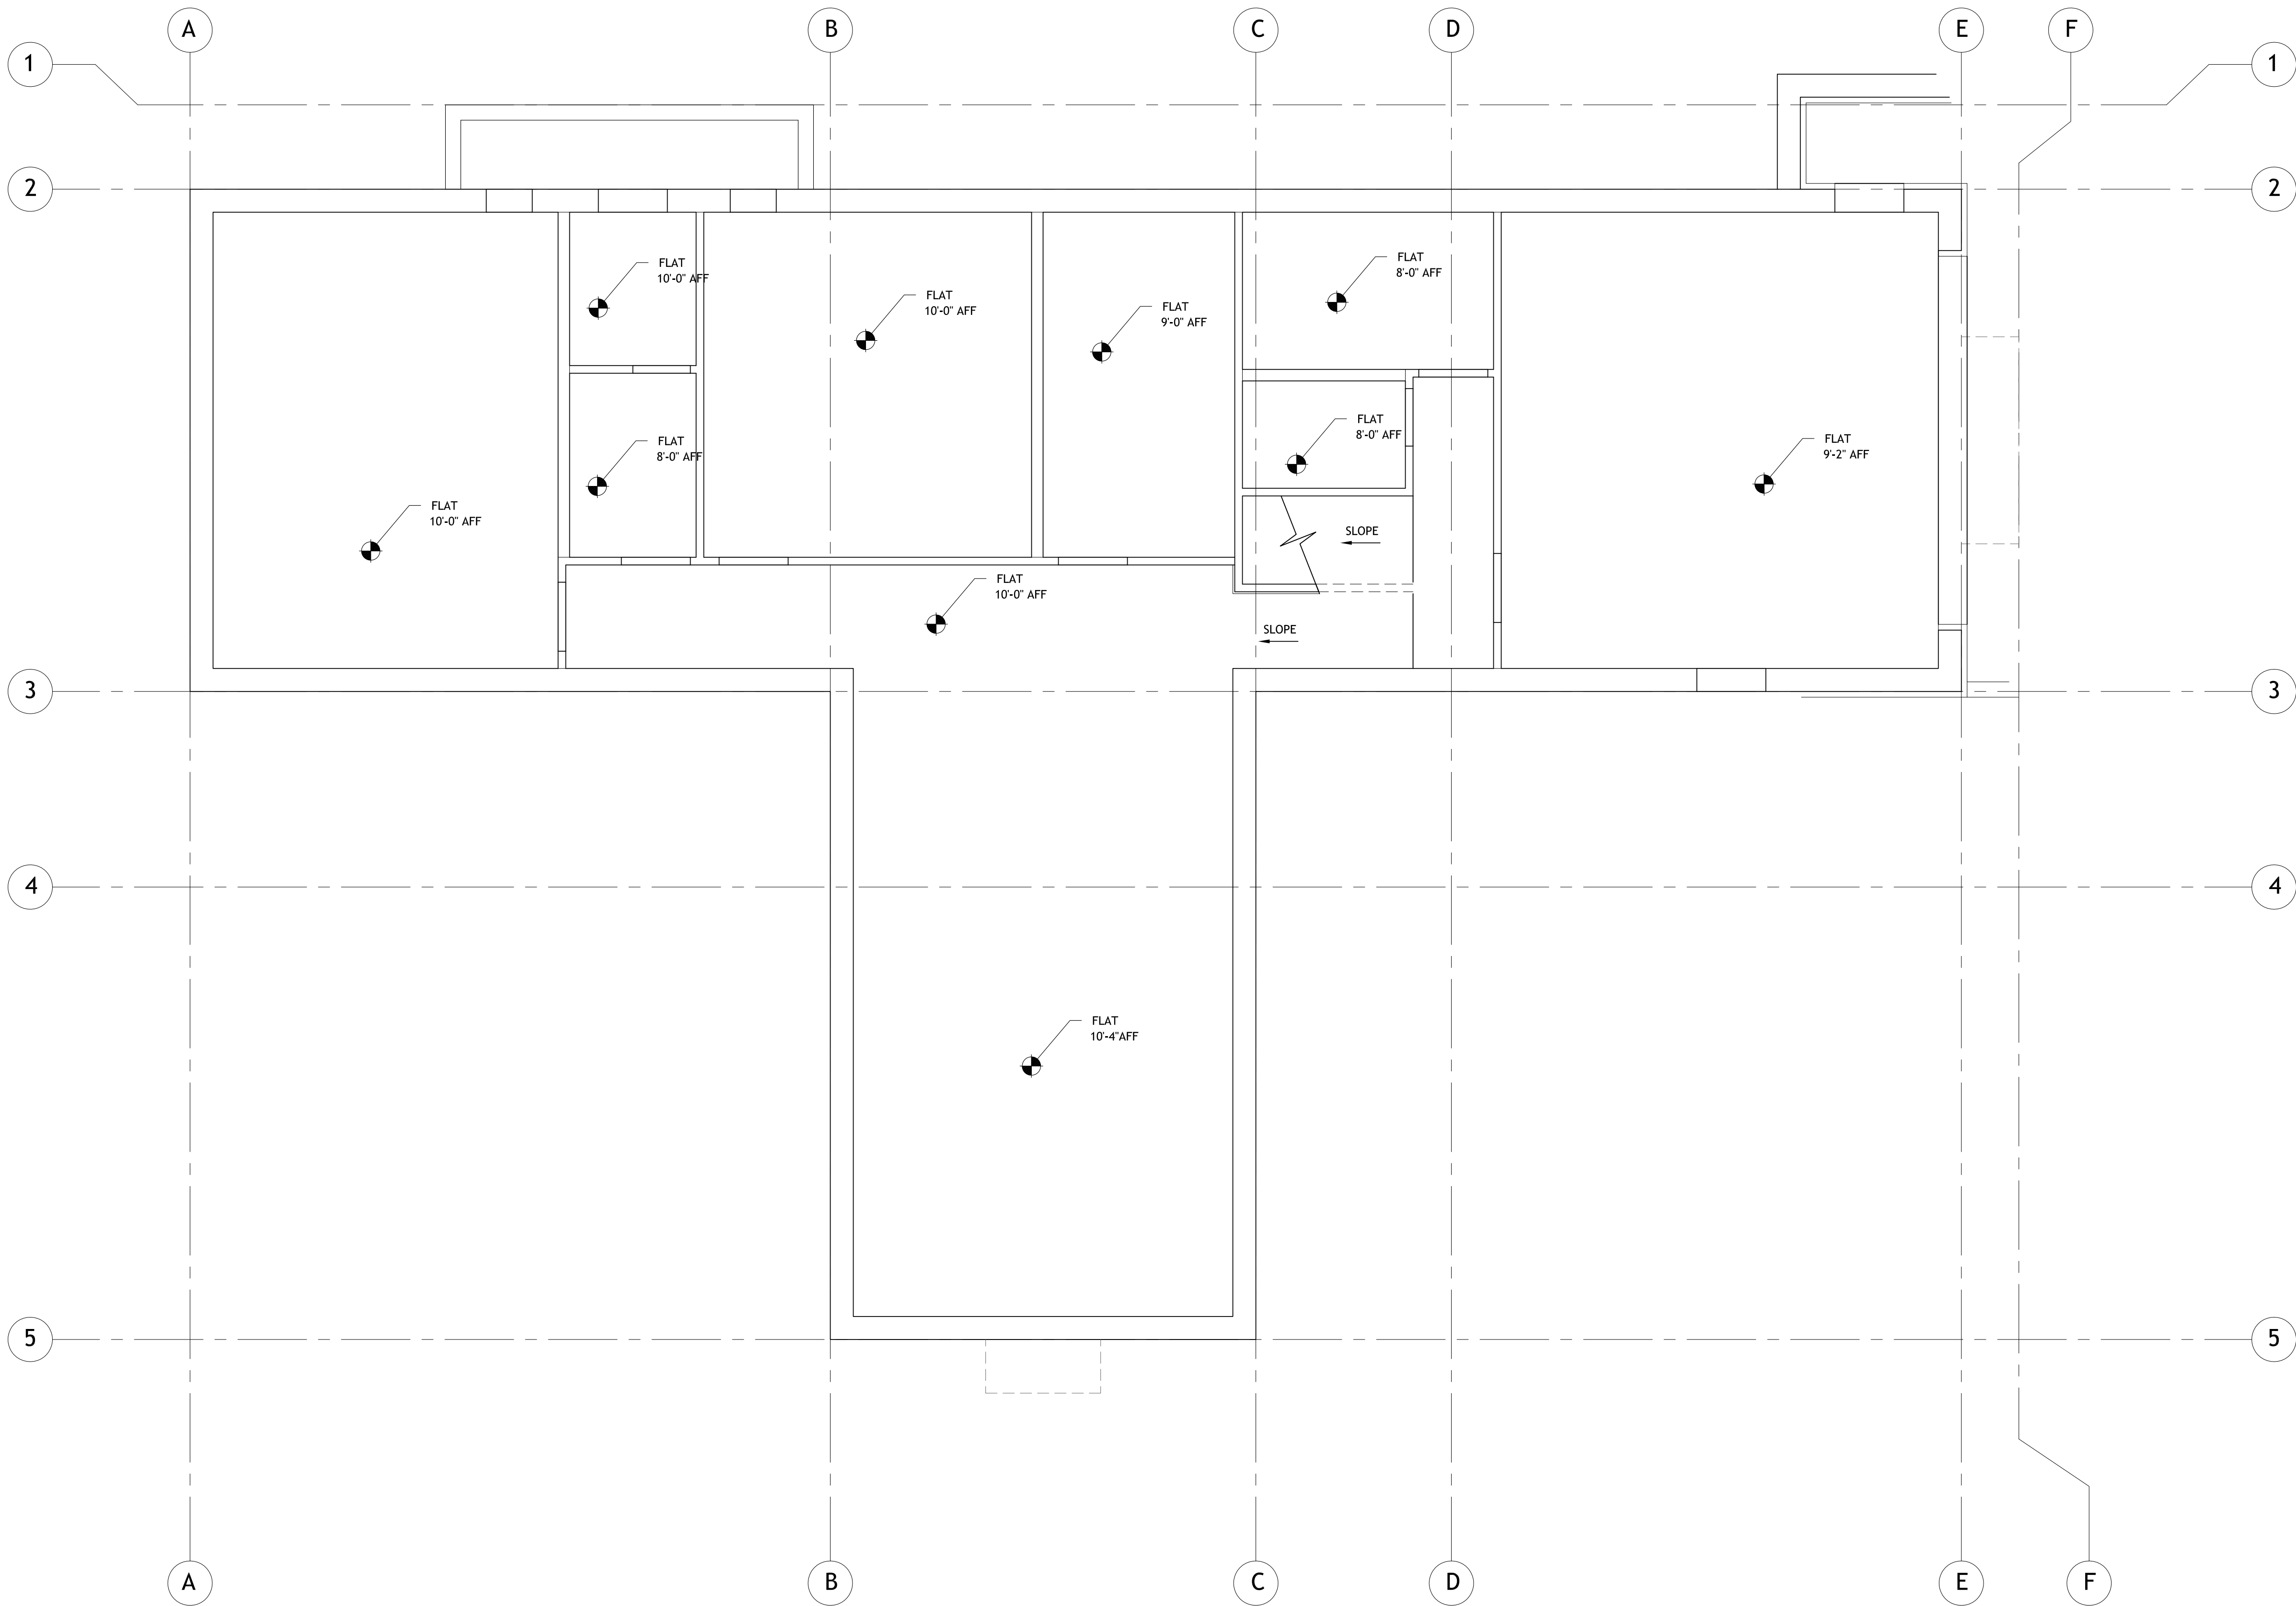 A
B
C
D
E
F
1
1
2
2
FLAT
8'-0" AFF
FLAT
10'-0" AFF
FLAT
10'-0" AFF
FLAT
9'-0" AFF
FLAT
8'-0" AFF
FLAT
9'-2" AFF
FLAT
8'-0" AFF
FLAT
10'-0" AFF
SLOPE
FLAT
10'-0" AFF
SLOPE
3
3
4
4
FLAT
10'-4"AFF
5
5
A
B
C
D
E
F